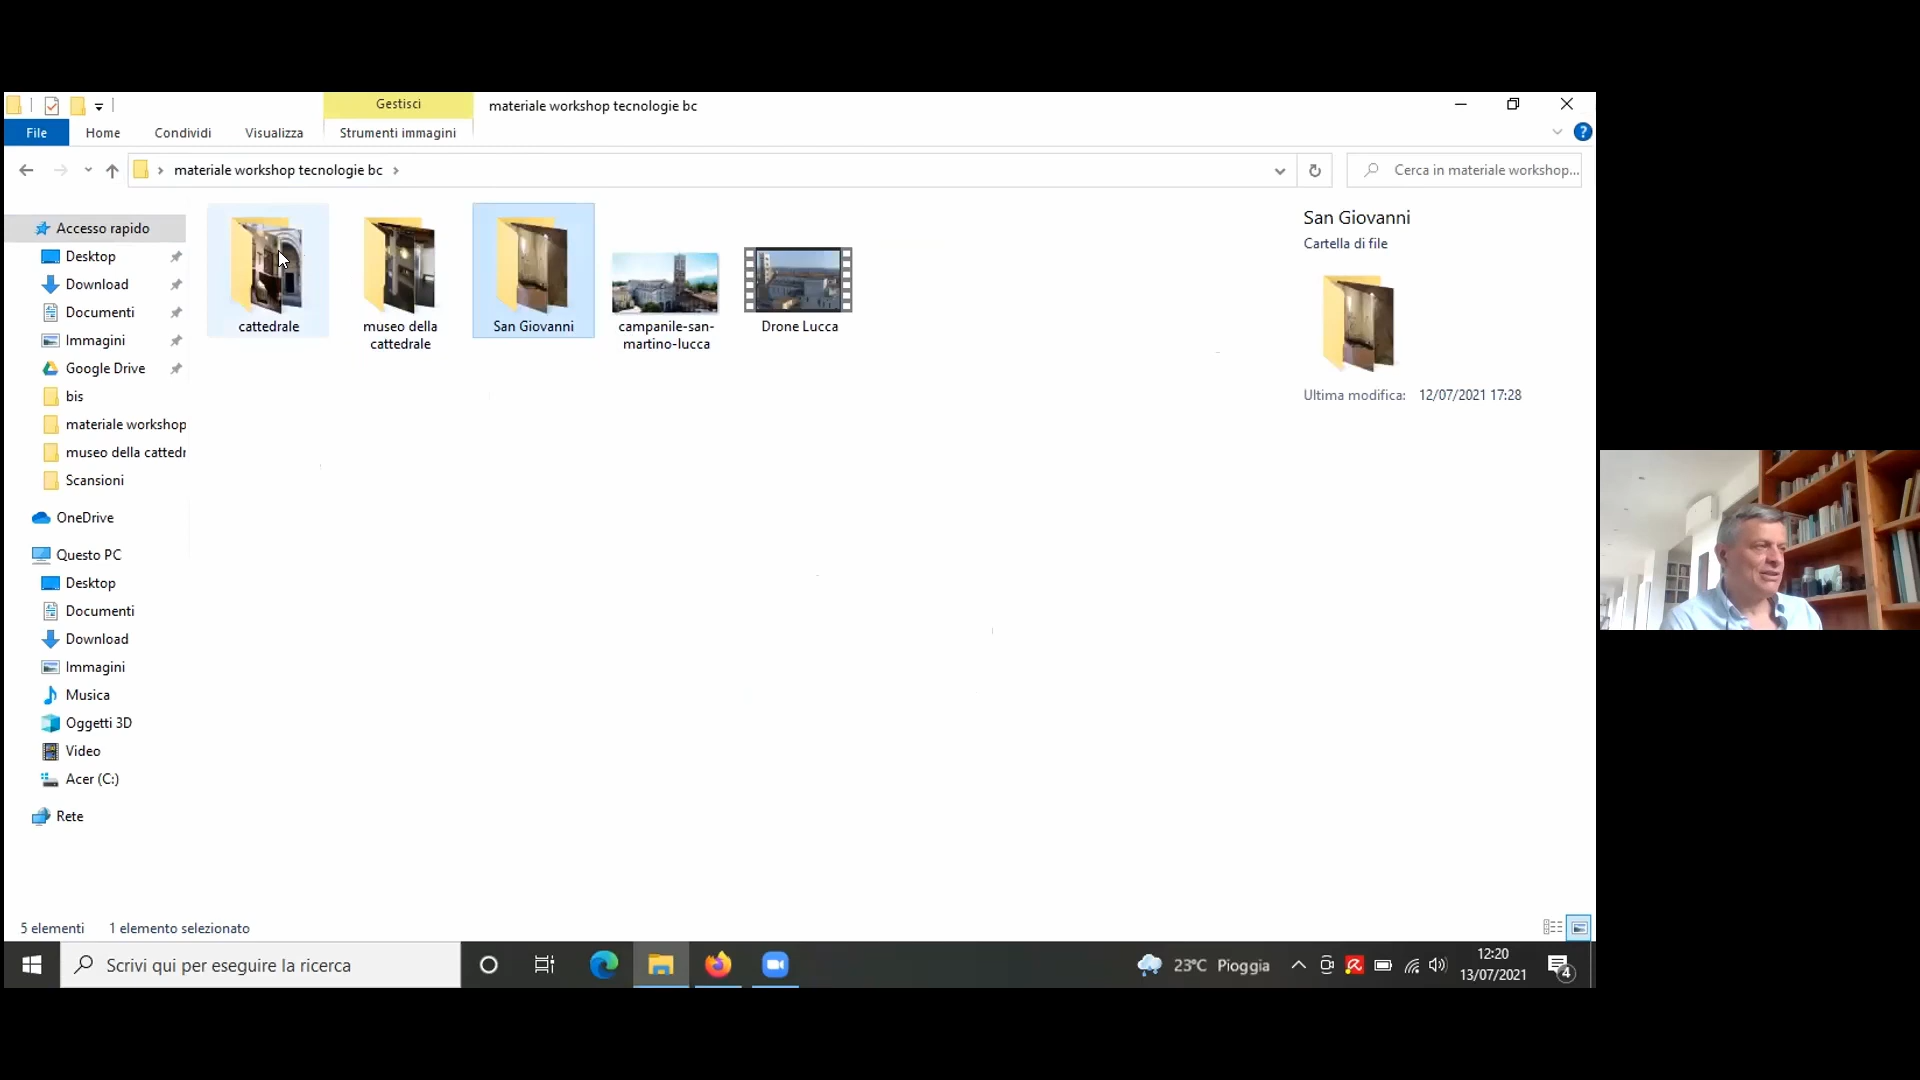 Gestisci
materiale workshop tecnologie bc
File
Home
Condividi
Visualizza
Strumenti immagini
materiale workshop tecnologie bc
Cerca in materiale workshop...
Accesso rapido
Desktop
Download
Documenti
Immagini
Google Drive
bis
materiale workshop
museo della cattedr
Scansioni
OneDrive
Questo PC
Desktop
Documenti
Download
Immagini
Musica
Oggetti 3D
Video
Acer (C:)
Rete
cattedrale
museo della
cattedrale
San Giovanni
campanile-san-
martino-lucca
Drone Lucca
San Giovanni
Cartella di file
Ultima modifica: 12/07/2021 17:28
5 elementi 1 elemento selezionato
Scrivi qui per eseguire la ricerca
23°C Pioggia
12:20
13/07/2021
4